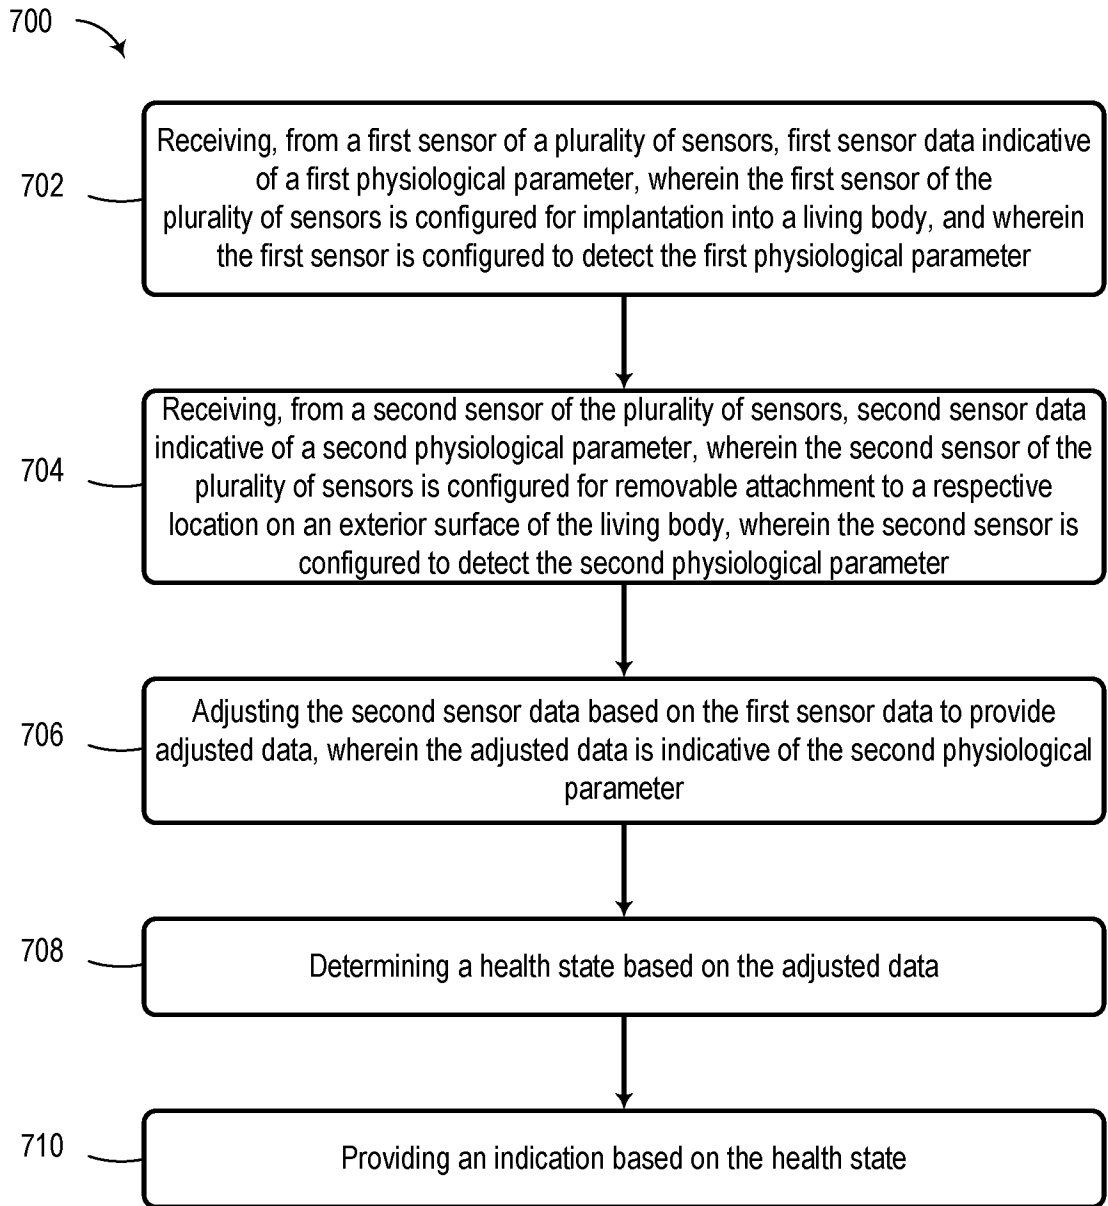 700
702
Receiving, from a first sensor of a plurality of sensors, first sensor data indicative
of a first physiological parameter, wherein the first sensor of the
plurality of sensors is configured for implantation into a living body, and wherein
the first sensor is configured to detect the first physiological parameter
704
Receiving, from a second sensor of the plurality of sensors, second sensor data
indicative of a second physiological parameter, wherein the second sensor of the
plurality of sensors is configured for removable attachment to a respective
location on an exterior surface of the living body, wherein the second sensor is
configured to detect the second physiological parameter
706
Adjusting the second sensor data based on the first sensor data to provide
adjusted data, wherein the adjusted data is indicative of the second physiological
parameter
708
Determining a health state based on the adjusted data
710
Providing an indication based on the health state